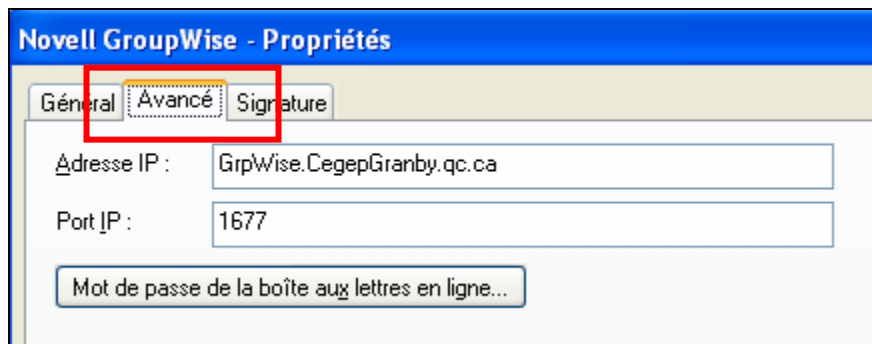 Novell GroupWise - Propriétés
Général Avancé Signature
Adresse IP : GrpWise.CegepGranby.qc.ca
Port IP : 1677
Mot de passe de la boîte aux lettres en ligne...